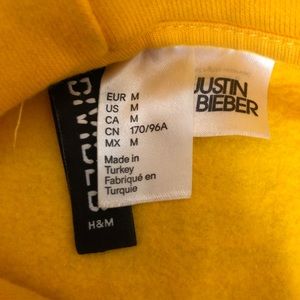 DIVIDED
H&M
EUR M
US M
CA M
CN 170/96A
MX M
Made in
Turkey
Fabriqué en
Turquie
JUSTIN
BIEBER